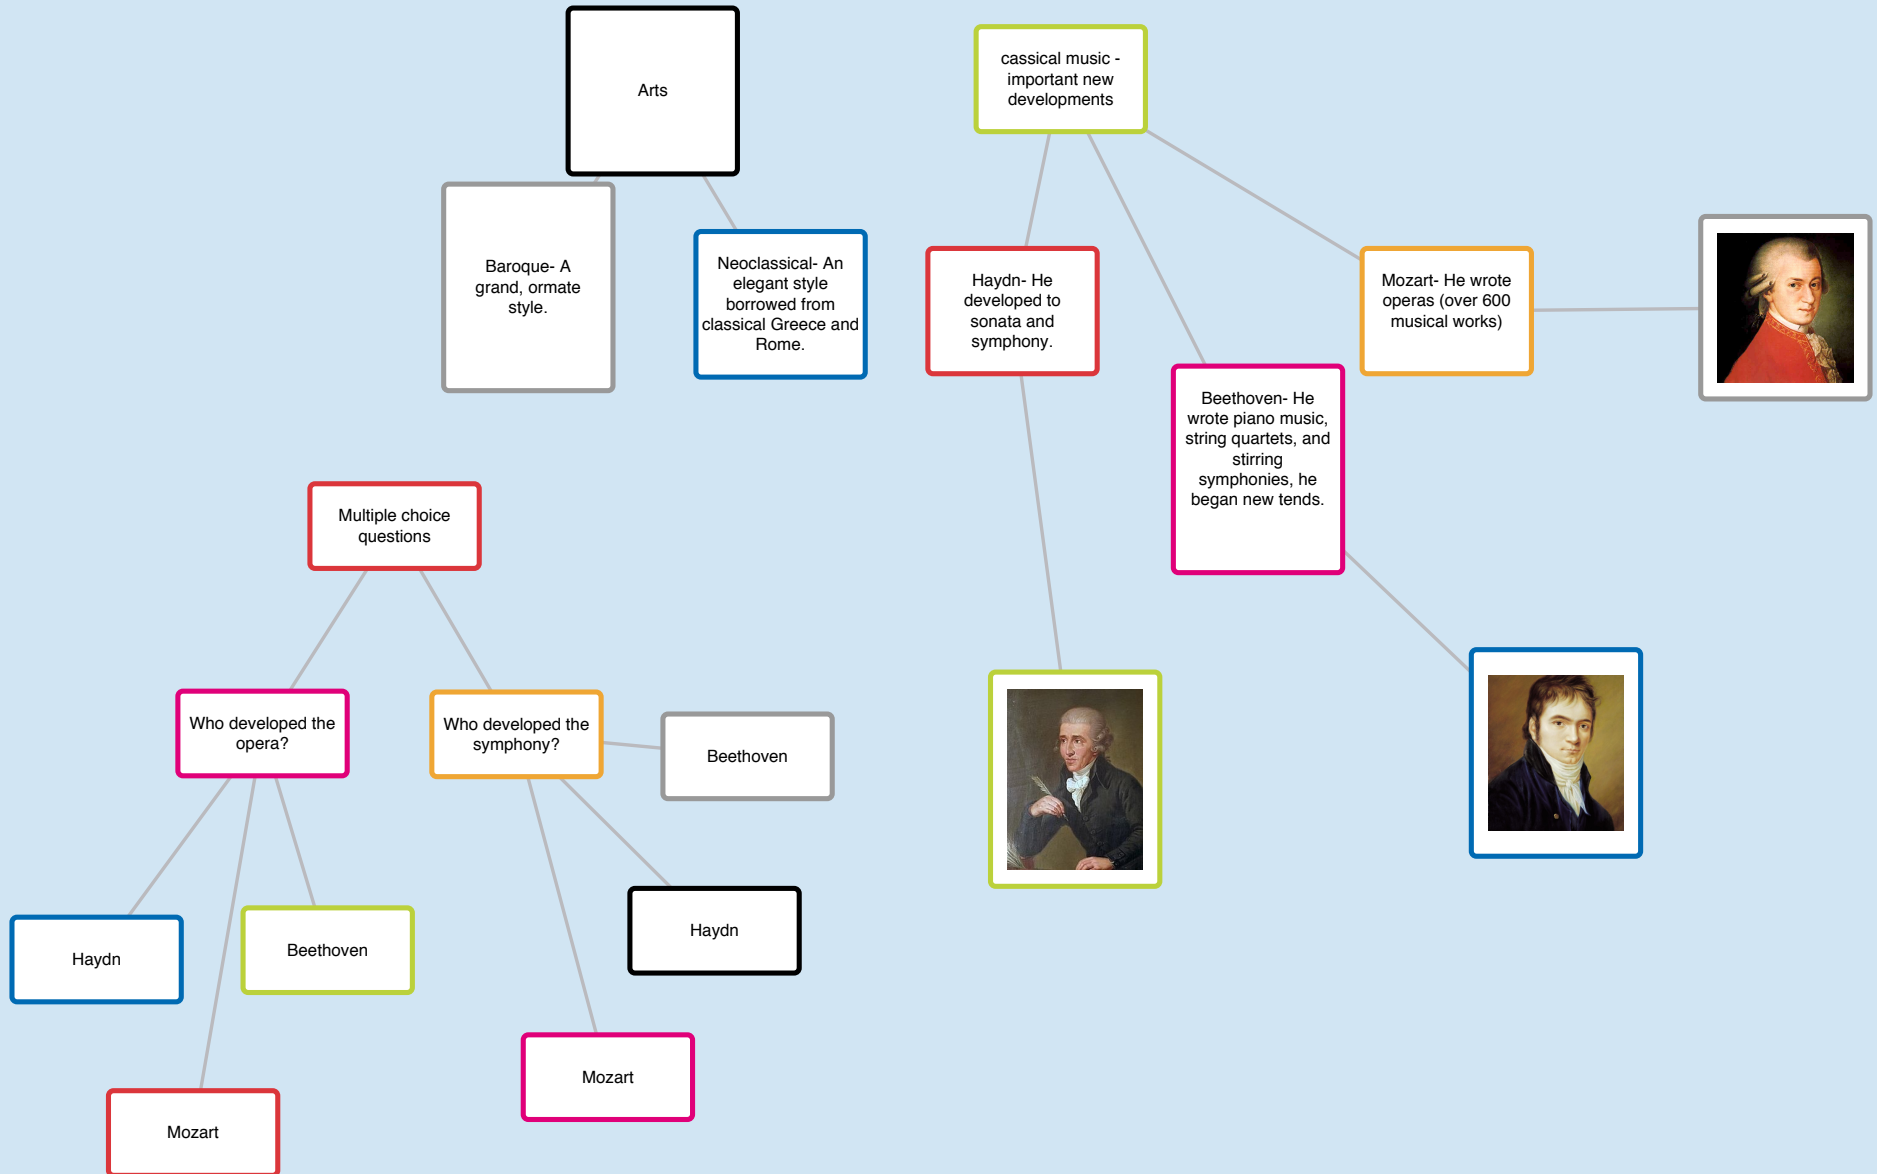 Arts
Baroque- A
grand, ormate
style.
Neoclassical- An
elegant style
borrowed from
classical Greece and
Rome.
cassical music -
important new
developments
Haydn- He
developed to
sonata and
symphony.
Beethoven- He
wrote piano music,
string quartets, and
stirring
symphonies, he
began new tends.
Mozart- He wrote
operas (over 600
musical works)
Multiple choice
questions
Who developed the
opera?
Haydn
Beethoven
Mozart
Who developed the
symphony?
Beethoven
Haydn
Mozart